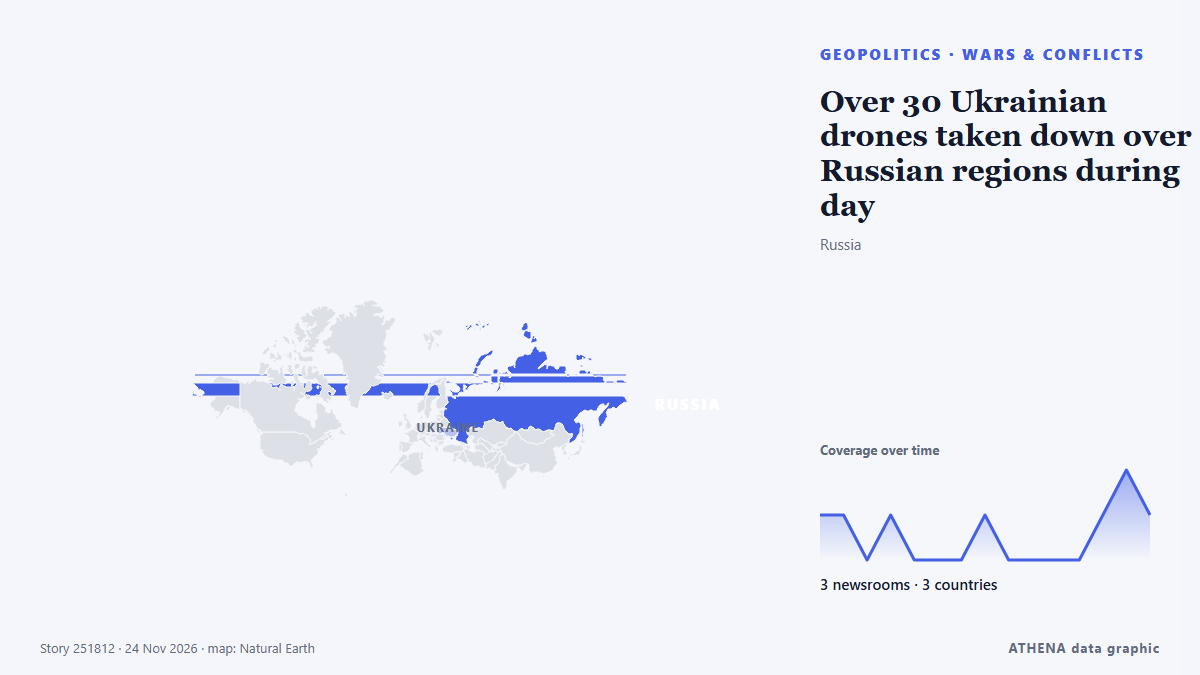 GEOPOLITICS · WARS & CONFLICTS
Over 30 Ukrainian
drones taken down over
Russian regions during
day
Russia
RUSSIA
UKRAINE
Coverage over time
3 newsrooms · 3 countries
Story 251812 · 24 Nov 2026 · map: Natural Earth
ATHENA data graphic